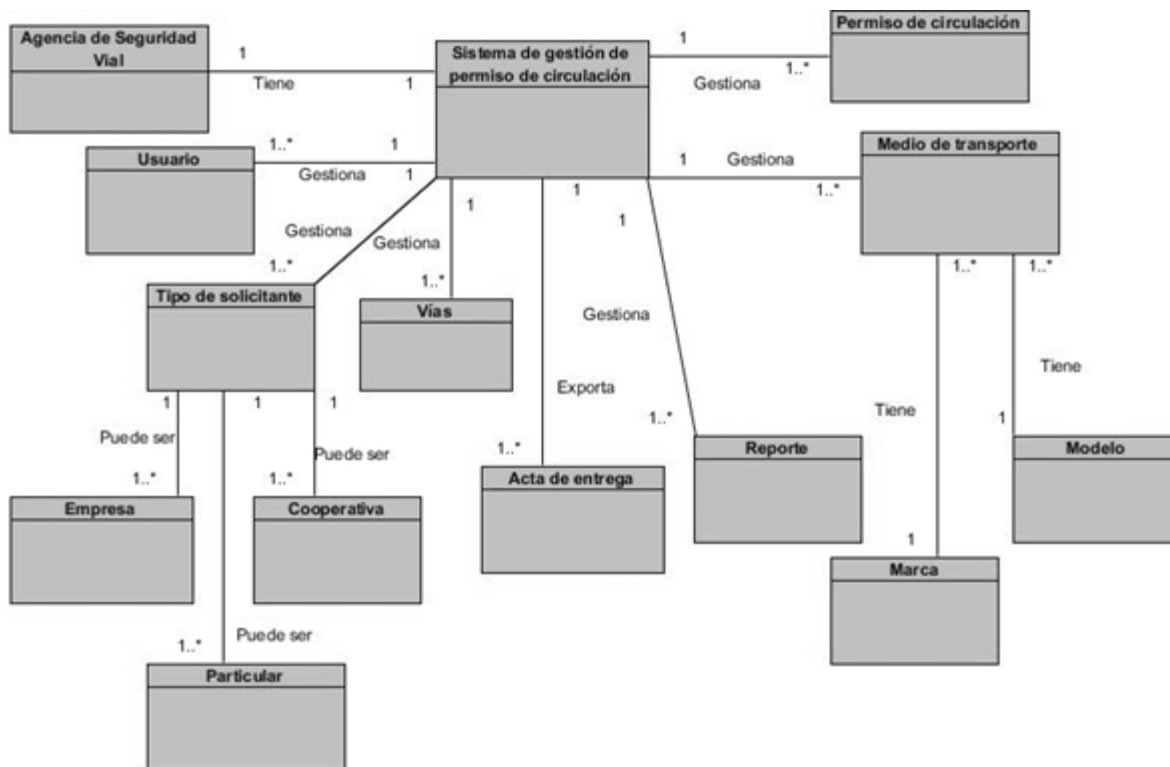 Agencia de Seguridad
Vial
1
Tiene
1
Sistema de gestión de
permiso de circulación
1
Gestiona
1..*
Permiso de circulación
Usuario
1..*
1
Gestiona
1
1
Gestiona
1..*
Medio de transporte
Gestiona
1..*
Tipo de solicitante
1
Gestiona
1..*
Vías
1
Exporta
1..*
Acta de entrega
1
Gestiona
1..*
Reporte
1..*
Tiene
1
Marca
1..*
Tiene
1
Modelo
1
Puede ser
1..*
Empresa
1
Puede ser
1..*
Particular
1
Puede ser
1..*
Cooperativa